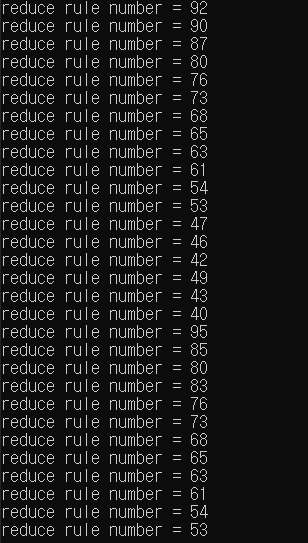 reduce rule number = 92
reduce rule number = 90
reduce rule number = 87
reduce rule number = 80
reduce rule number = 76
reduce rule number = 73
reduce rule number = 68
reduce rule number = 65
reduce rule number = 63
reduce rule number = 61
reduce rule number = 54
reduce rule number = 53
reduce rule number = 47
reduce rule number = 46
reduce rule number = 42
reduce rule number = 49
reduce rule number = 43
reduce rule number = 40
reduce rule number = 95
reduce rule number = 85
reduce rule number = 80
reduce rule number = 83
reduce rule number = 76
reduce rule number = 73
reduce rule number = 68
reduce rule number = 65
reduce rule number = 63
reduce rule number = 61
reduce rule number = 54
reduce rule number = 53